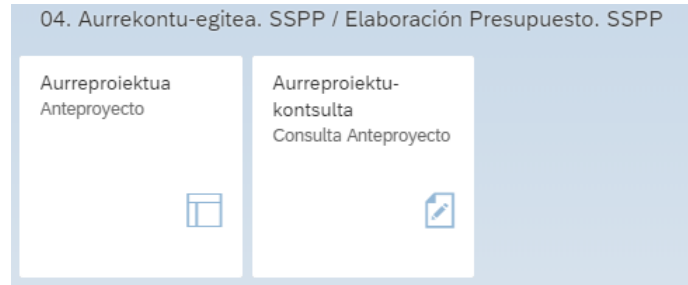 04. Aurrekontu-egitea. SSPP / Elaboración Presupuesto. SSPP
Aurreproiektua
Anteproyecto
Aurreproiektu-
kontsulta
Consulta Anteproyecto